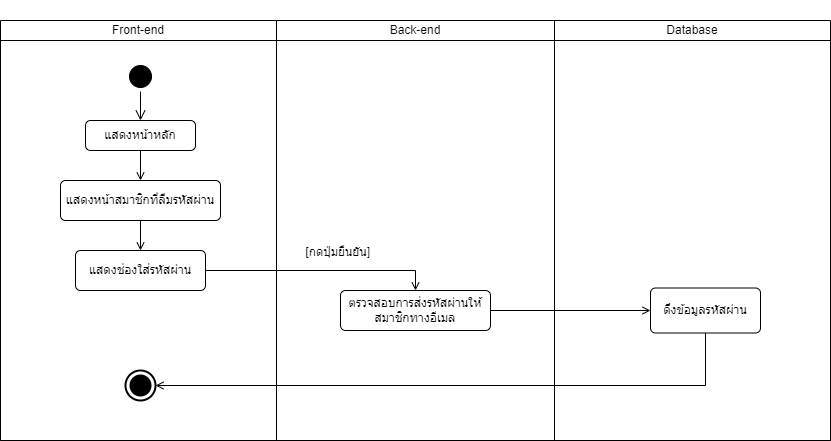 Front-end
Back-end
Database
แสดงหน้าหลัก
แสดงหน้าสมาชิกที่ลืมรหัสผ่าน
แสดงช่องใส่รหัสผ่าน
[กดปุ่มยืนยัน]
ตรวจสอบการส่งรหัสผ่านให้
สมาชิกทางอีเมล
ดึงข้อมูลรหัสผ่าน